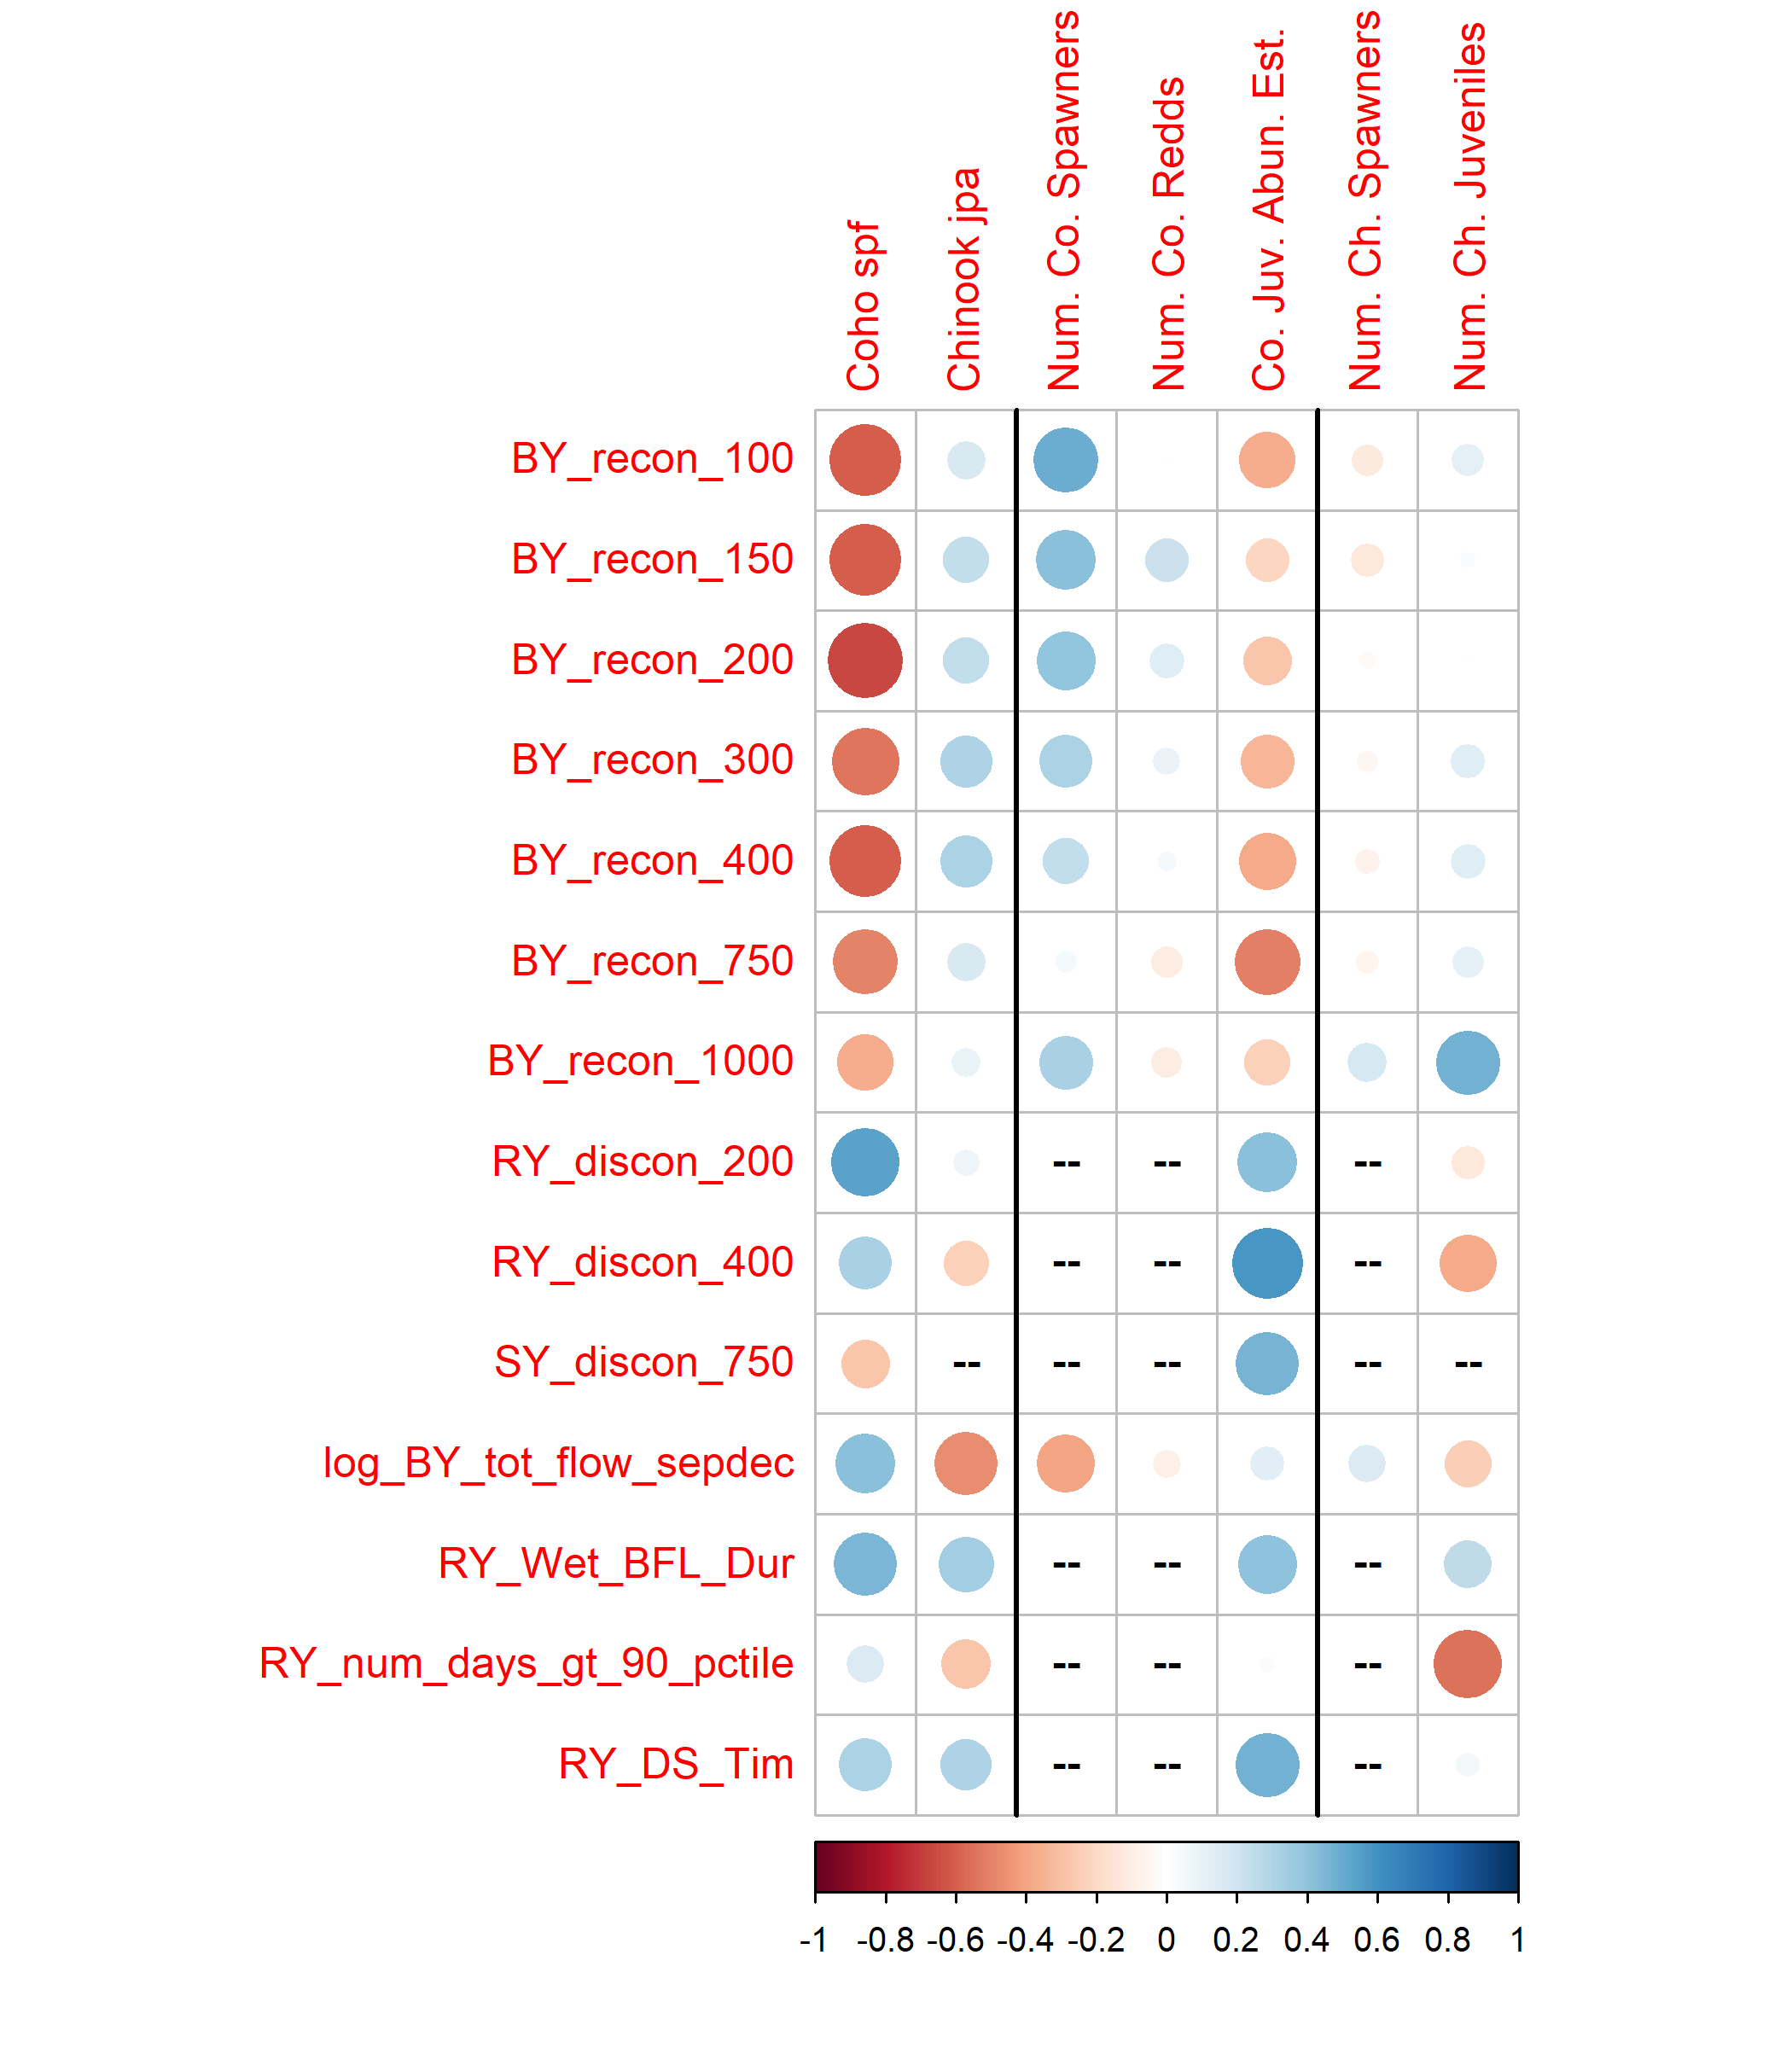 Coho spf
Chinook jpa
Num. Co. Spawners
Num. Co. Redds
Co. Juv. Abun. Est.
Num. Ch. Spawners
Num. Ch. Juveniles
BY_recon_100
BY_recon_150
BY_recon_200
BY_recon_300
BY_recon_400
BY_recon_750
BY_recon_1000
RY_discon_200 -- -- --
RY_discon_400 -- -- --
SY_discon_750 -- -- -- -- --
log_BY_tot_flow_sepdec
RY_Wet_BFL_Dur -- -- --
RY_num_days_gt_90_pctile -- -- --
RY_DS_Tim -- -- --
-1 -0.8 -0.6 -0.4 -0.2 0 0.2 0.4 0.6 0.8 1